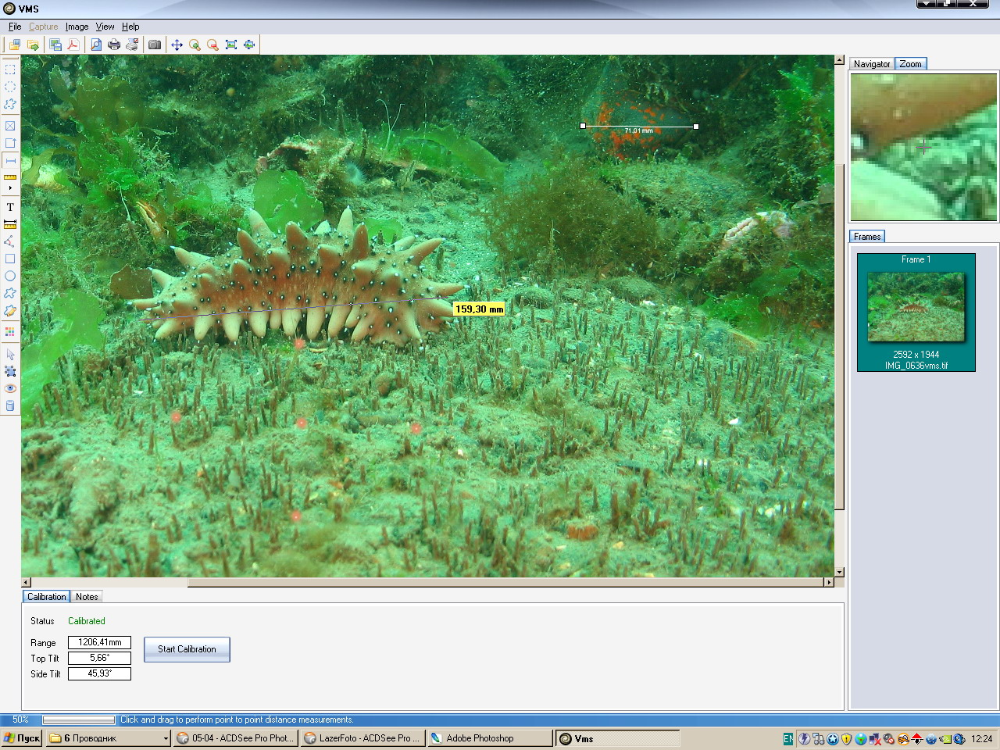 VMS
File Capture Image View Help
T
71,01 mm
159,30 mm
Navigator Zoom
Frames
Frame 1
2592 x 1944
IMG_0636vms.tif
Calibration Notes
Status Calibrated
Range 1206,41mm
Start Calibration
Top Tilt 5,66°
Side Tilt 45,93°
50% Click and drag to perform point to point distance measurements.
Пуск 6 Проводник 05-04 - ACDSee Pro Phot... LazerFoto - ACDSee Pro ... Adobe Photoshop Vms EN 12:24